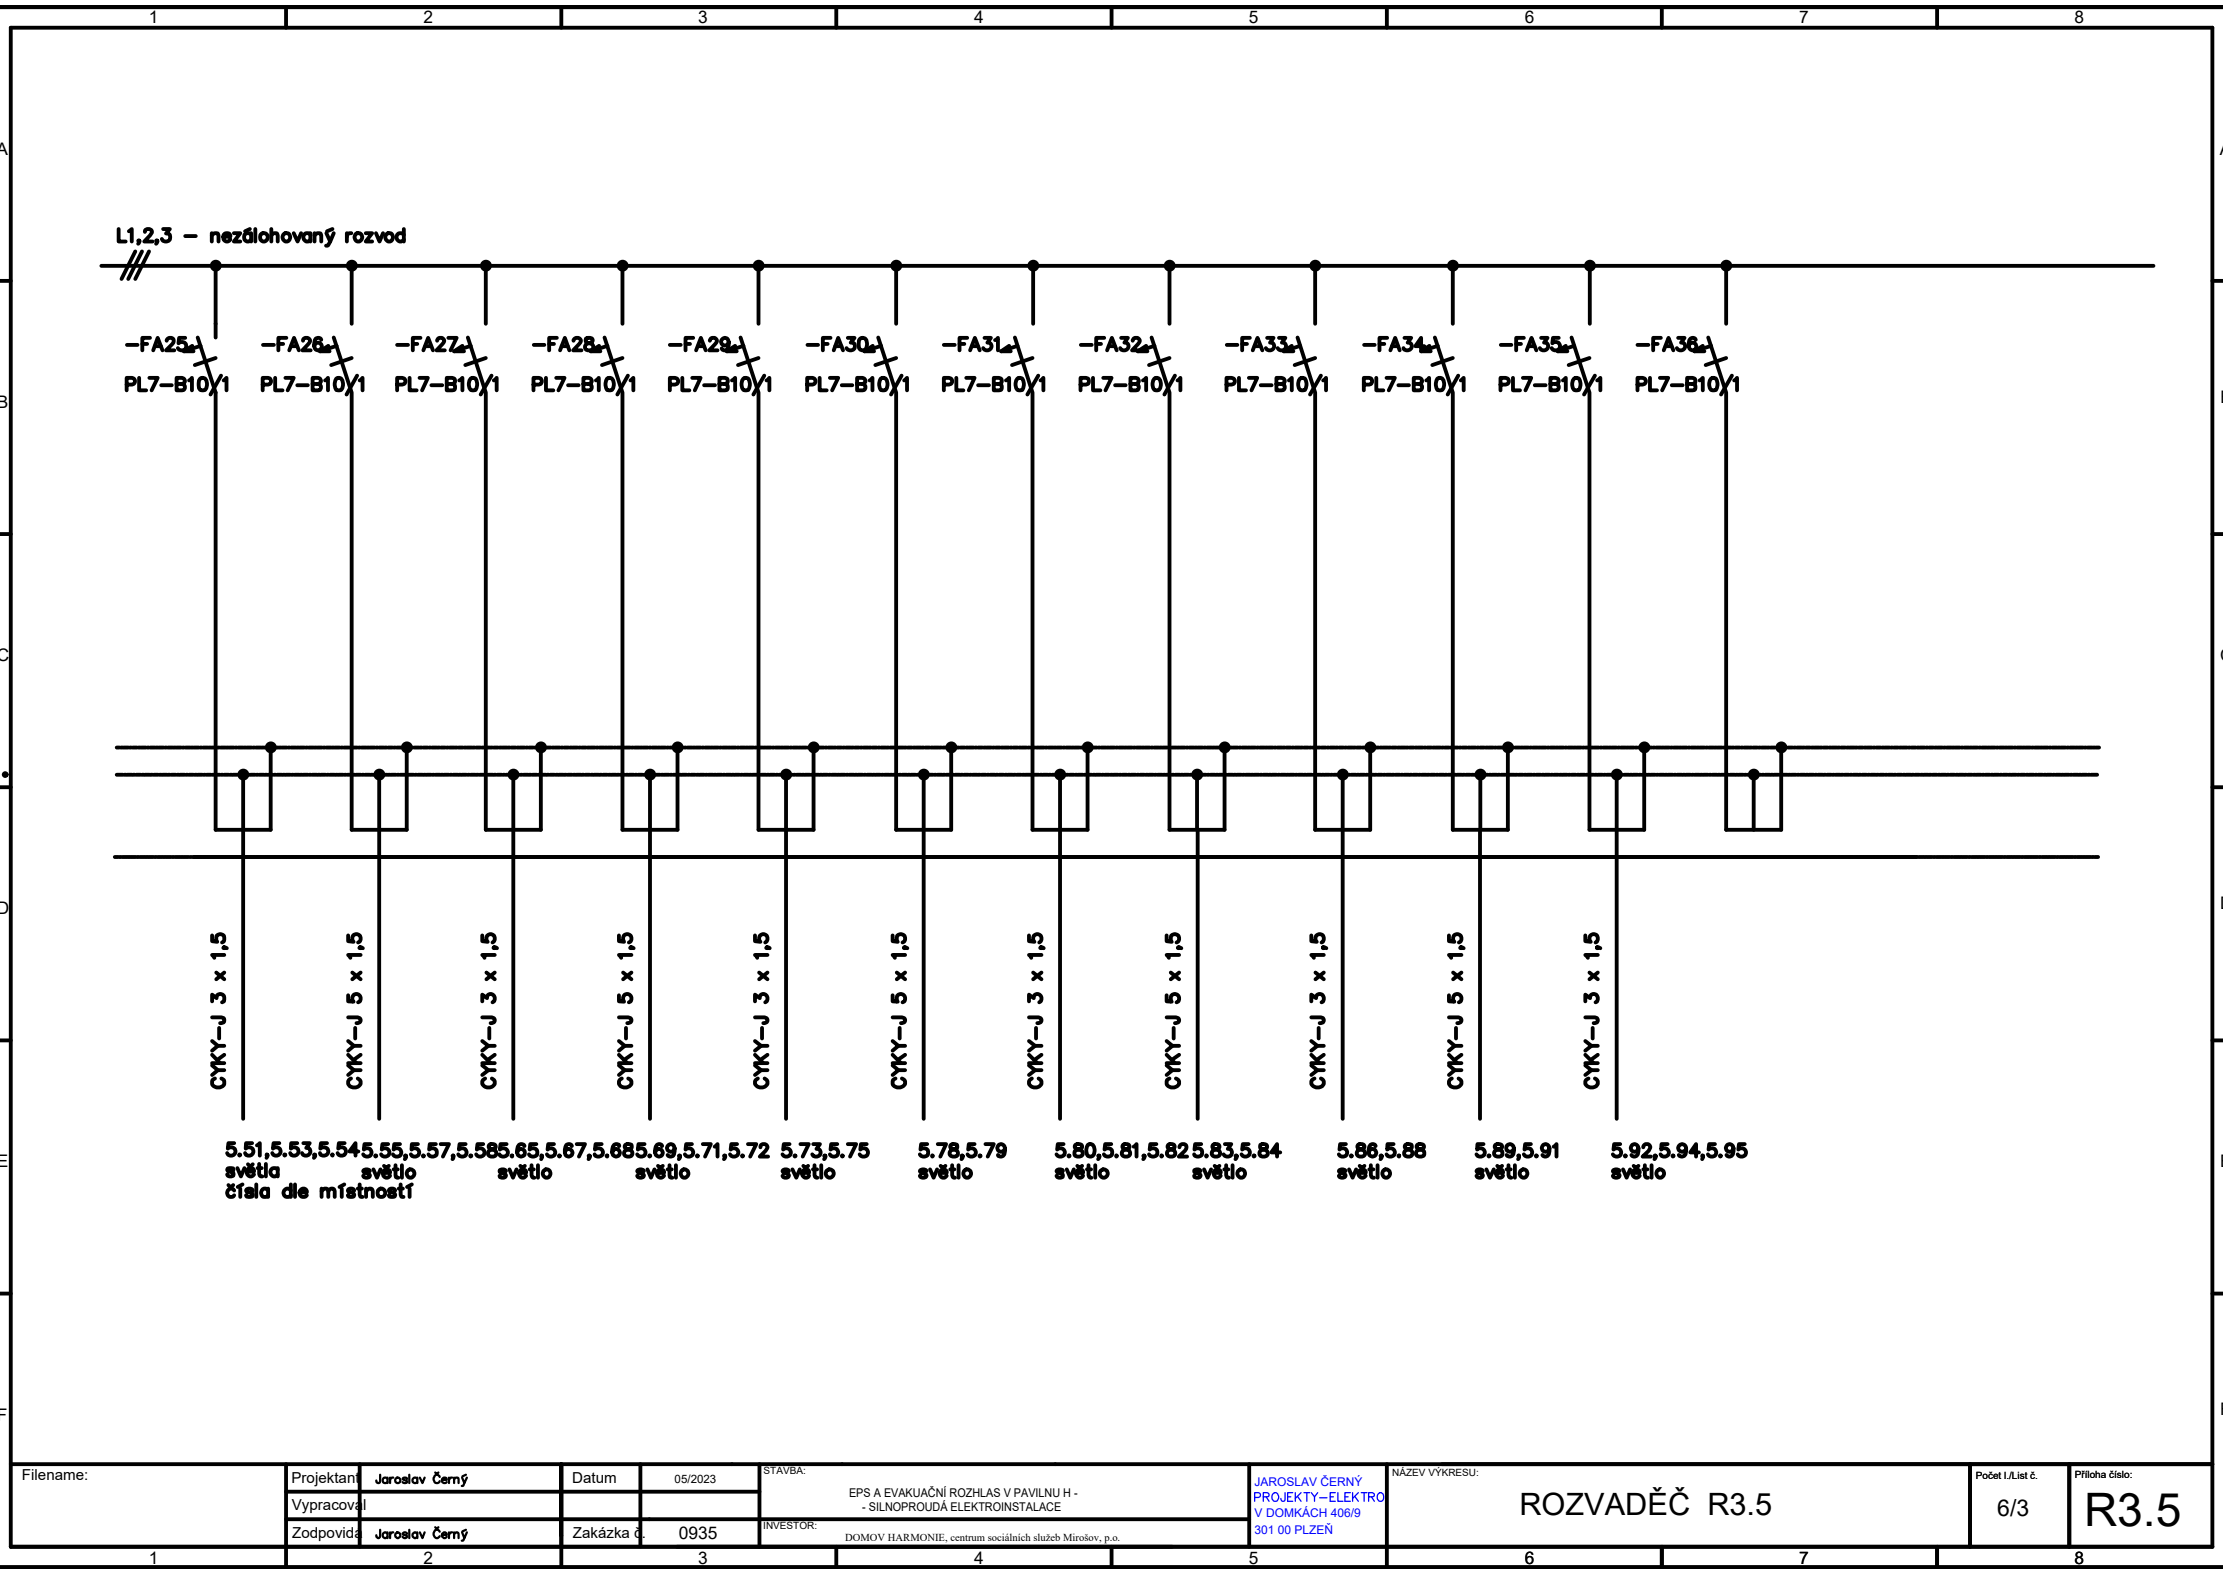 1 2 3 4 5 6 7 8
A
L1,2,3 – nezálohovaný rozvod
-FA25 -FA26 -FA27 -FA28 -FA29 -FA30 -FA31 -FA32 -FA33 -FA34 -FA35 -FA36
PL7-B10/1 PL7-B10/1 PL7-B10/1 PL7-B10/1 PL7-B10/1 PL7-B10/1 PL7-B10/1 PL7-B10/1 PL7-B10/1 PL7-B10/1 PL7-B10/1 PL7-B10/1
B
C
D
CYKY-J 3 x 1,5
CYKY-J 5 x 1,5
CYKY-J 3 x 1,5
CYKY-J 5 x 1,5
CYKY-J 3 x 1,5
CYKY-J 5 x 1,5
CYKY-J 3 x 1,5
CYKY-J 5 x 1,5
CYKY-J 3 x 1,5
CYKY-J 5 x 1,5
CYKY-J 3 x 1,5
E
5.51,5.53,5.54 5.55,5.57,5.58 5.65,5.67,5.68 5.69,5.71,5.72 5.73,5.75 5.78,5.79 5.80,5.81,5.82 5.83,5.84 5.86,5.88 5.89,5.91 5.92,5.94,5.95
světla světlo světlo světlo světlo světlo světlo světlo světlo světlo světlo
čísla dle místností
F
Filename:
Projektant Jaroslav Černý
Vypracoval
Zodpovídá Jaroslav Černý
Datum 05/2023
Zakázka č. 0935
STAVBA:
EPS A EVAKUAČNÍ ROZHLAS V PAVILNU H -
- SILNOPROUDÁ ELEKTROINSTALACE
INVESTOR:
DOMOV HARMONIE, centrum sociálních služeb Mirošov, p.o.
JAROSLAV ČERNÝ
PROJEKTY-ELEKTRO
V DOMKÁCH 406/9
301 00 PLZEŇ
NÁZEV VÝKRESU:
ROZVADĚČ R3.5
Počet l./List č.
6/3
Příloha číslo:
R3.5
1 2 3 4 5 6 7 8